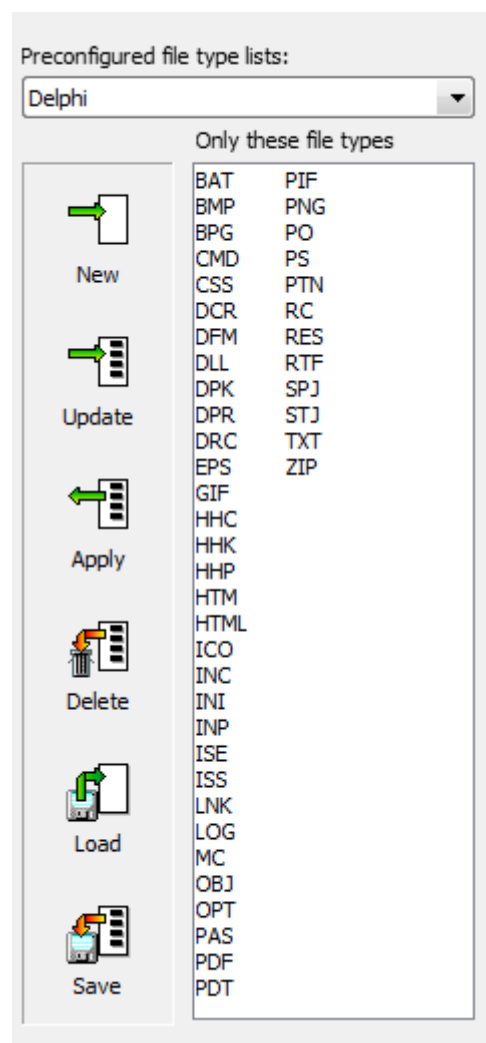 Preconfigured file type lists:
Delphi
Only these file types
New
Update
Apply
Delete
Load
Save
BAT
BMP
BPG
CMD
CSS
DCR
DFM
DLL
DPK
DPR
DRC
EPS
GIF
HHC
HHK
HHP
HTM
HTML
ICO
INC
INI
INP
ISE
ISS
LNK
LOG
MC
OBJ
OPT
PAS
PDF
PDT
PIF
PNG
PO
PS
PTN
RC
RES
RTF
SPJ
STJ
TXT
ZIP